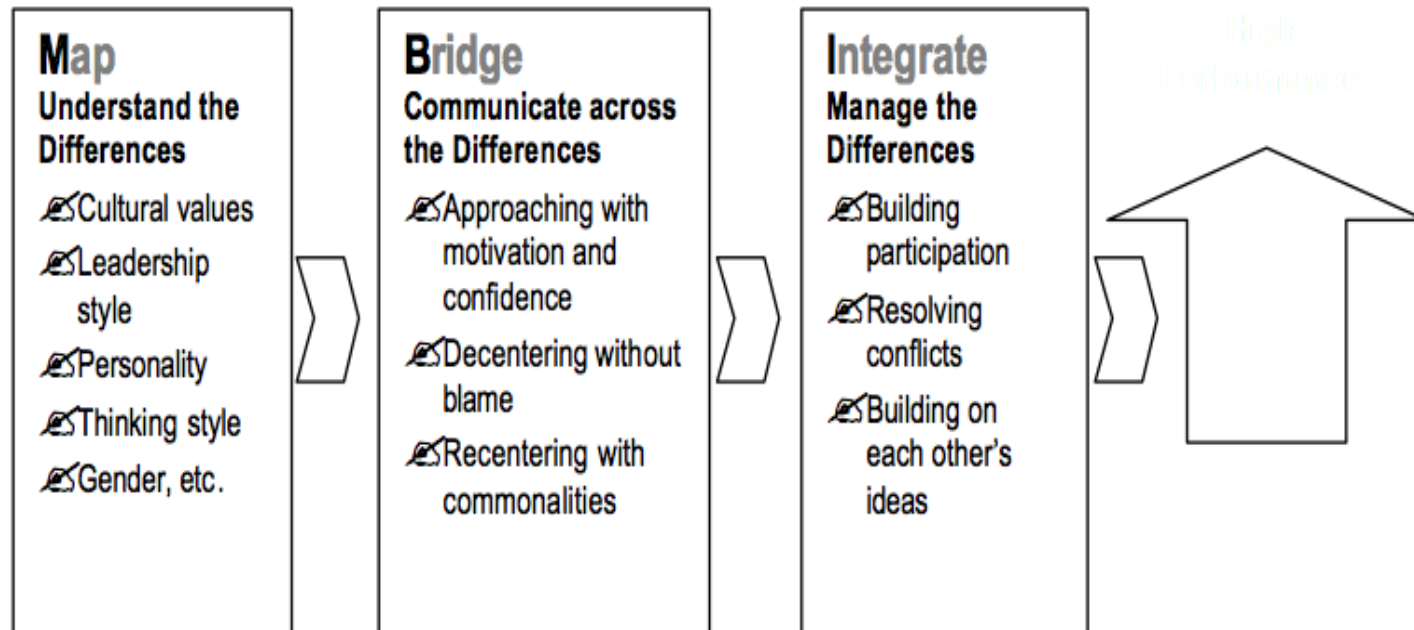 Map
Understand the
Differences
Cultural values
Leadership
style
Personality
Thinking style
Gender, etc.
Bridge
Communicate across
the Differences
Approaching with
motivation and
confidence
Decentering without
blame
Recentering with
commonalities
Integrate
Manage the
Differences
Building
participation
Resolving
conflicts
Building on
each other's
ideas
High
Performance